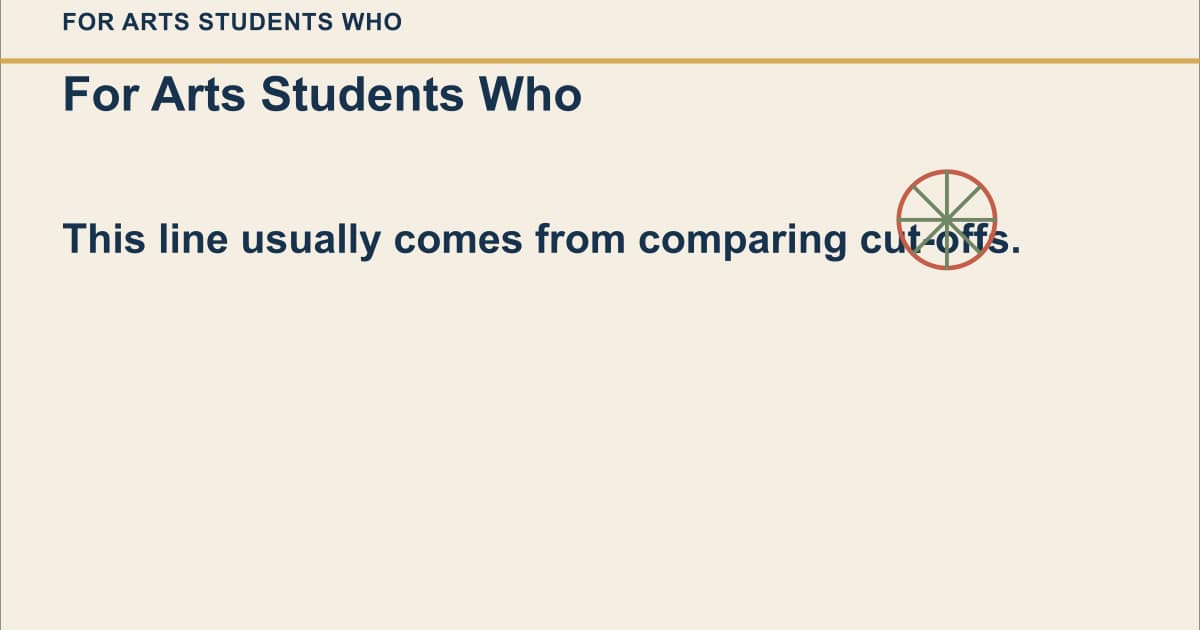 FOR ARTS STUDENTS WHO
For Arts Students Who
This line usually comes from comparing cut-offs.